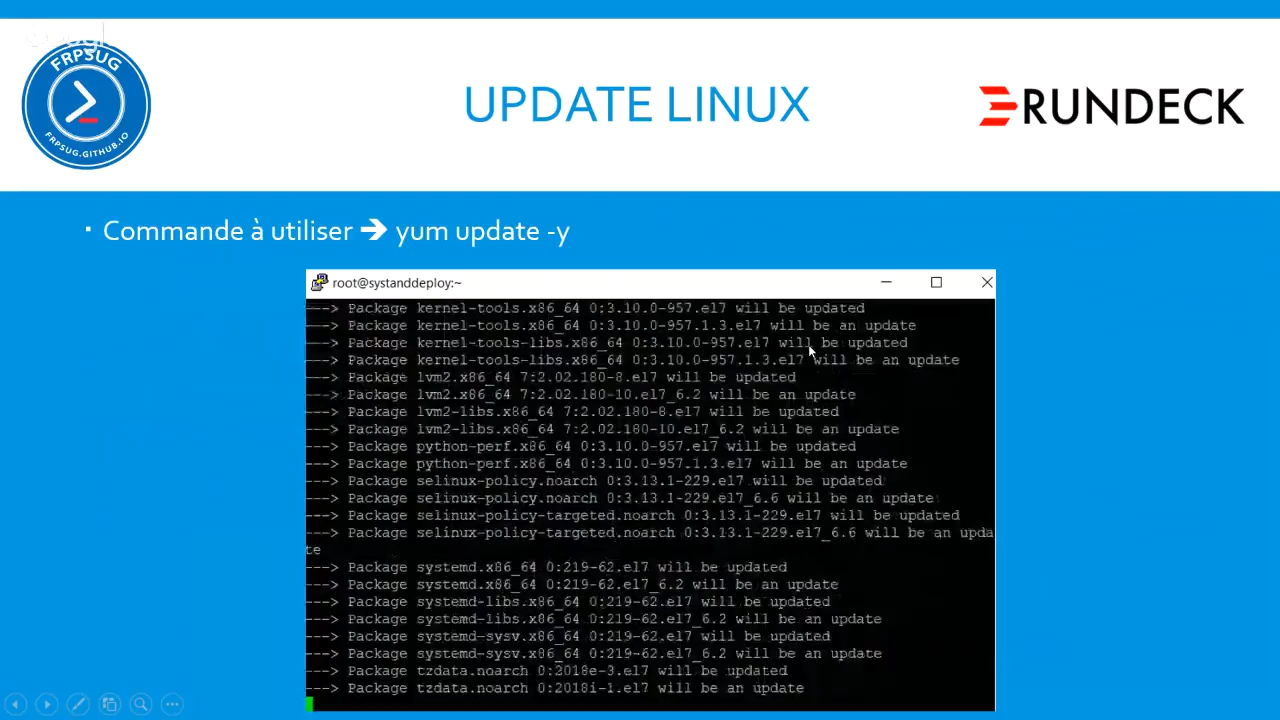 FRPSUG
FRPSUG.GITHUB.IO
UPDATE LINUX
RUNDECK
▪ Commande à utiliser ➔ yum update -y
root@systanddeploy:~
---> Package kernel-tools.x86_64 0:3.10.0-957.el7 will be updated
---> Package kernel-tools.x86_64 0:3.10.0-957.1.3.el7 will be an update
---> Package kernel-tools-libs.x86_64 0:3.10.0-957.el7 will be updated
---> Package kernel-tools-libs.x86_64 0:3.10.0-957.1.3.el7 will be an update
---> Package lvm2.x86_64 7:2.02.180-8.el7 will be updated
---> Package lvm2.x86_64 7:2.02.180-10.el7_6.2 will be an update
---> Package lvm2-libs.x86_64 7:2.02.180-8.el7 will be updated
---> Package lvm2-libs.x86_64 7:2.02.180-10.el7_6.2 will be an update
---> Package python-perf.x86_64 0:3.10.0-957.el7 will be updated
---> Package python-perf.x86_64 0:3.10.0-957.1.3.el7 will be an update
---> Package selinux-policy.noarch 0:3.13.1-229.el7 will be updated
---> Package selinux-policy.noarch 0:3.13.1-229.el7_6.6 will be an update
---> Package selinux-policy-targeted.noarch 0:3.13.1-229.el7 will be updated
---> Package selinux-policy-targeted.noarch 0:3.13.1-229.el7_6.6 will be an upda
te
---> Package systemd.x86_64 0:219-62.el7 will be updated
---> Package systemd.x86_64 0:219-62.el7_6.2 will be an update
---> Package systemd-libs.x86_64 0:219-62.el7 will be updated
---> Package systemd-libs.x86_64 0:219-62.el7_6.2 will be an update
---> Package systemd-sysv.x86_64 0:219-62.el7 will be updated
---> Package systemd-sysv.x86_64 0:219-62.el7_6.2 will be an update
---> Package tzdata.noarch 0:2018e-3.el7 will be updated
---> Package tzdata.noarch 0:2018i-1.el7 will be an update